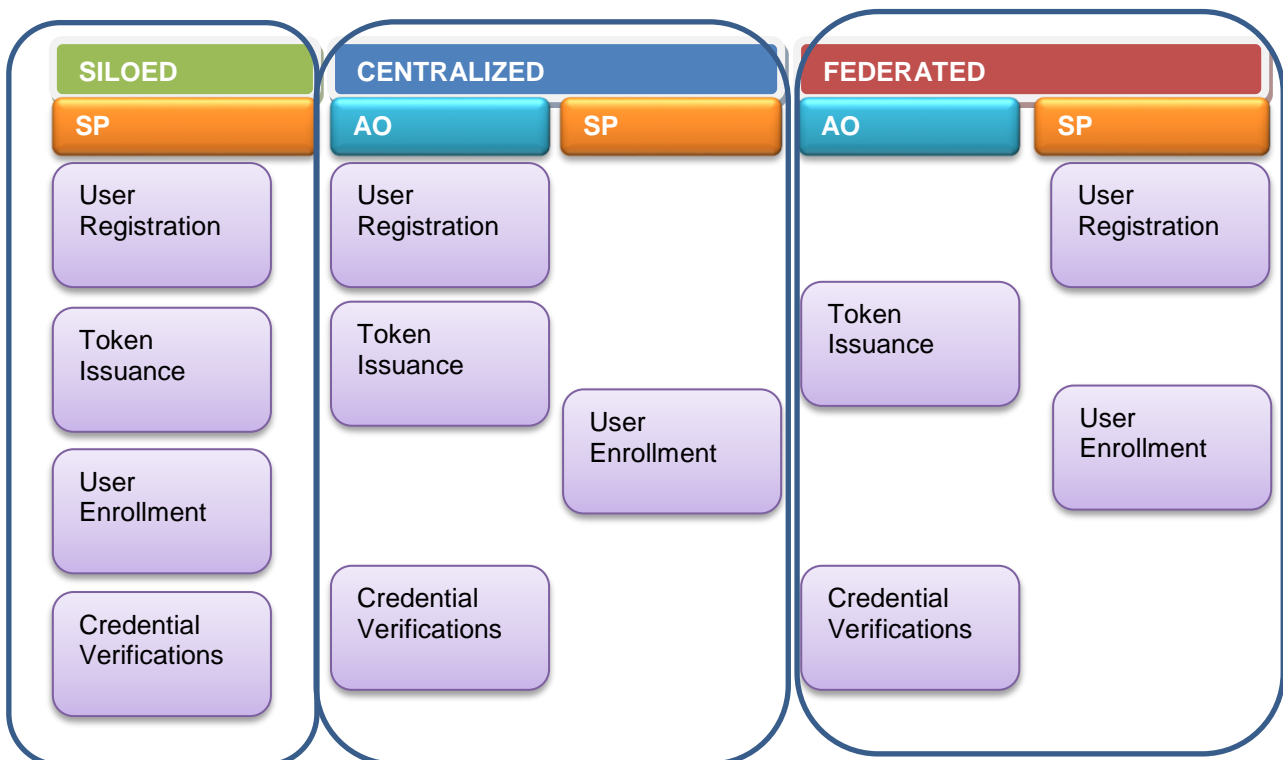 SILOED
SP
User
Registration
Token
Issuance
User
Enrollment
Credential
Verifications
CENTRALIZED
AO
SP
User
Registration
Token
Issuance
User
Enrollment
Credential
Verifications
FEDERATED
AO
SP
User
Registration
Token
Issuance
User
Enrollment
Credential
Verifications